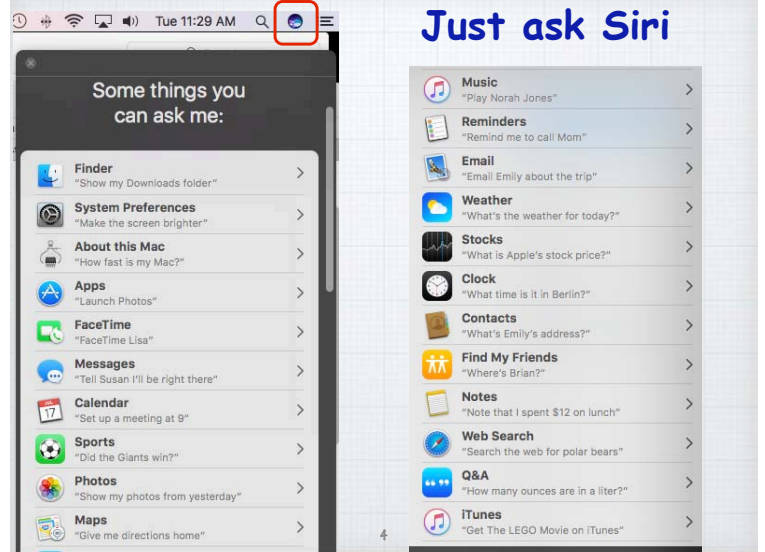 Tue 11:29 AM
Just ask Siri
Some things you
can ask me:
Finder
"Show my Downloads folder"
System Preferences
"Make the screen brighter"
About this Mac
"How fast is my Mac?"
Apps
"Launch Photos"
FaceTime
"FaceTime Lisa"
Messages
"Tell Susan I'll be right there"
JUL
17
Calendar
"Set up a meeting at 9"
Sports
"Did the Giants win?"
Photos
"Show my photos from yesterday"
Maps
"Give me directions home"
Music
"Play Norah Jones"
Reminders
"Remind me to call Mom"
Email
"Email Emily about the trip"
Weather
"What's the weather for today?"
Stocks
"What is Apple's stock price?"
Clock
"What time is it in Berlin?"
Contacts
"What's Emily's address?"
Find My Friends
"Where's Brian?"
Notes
"Note that I spent $12 on lunch"
Web Search
"Search the web for polar bears"
Q&A
"How many ounces are in a liter?"
iTunes
"Get The LEGO Movie on iTunes"
4